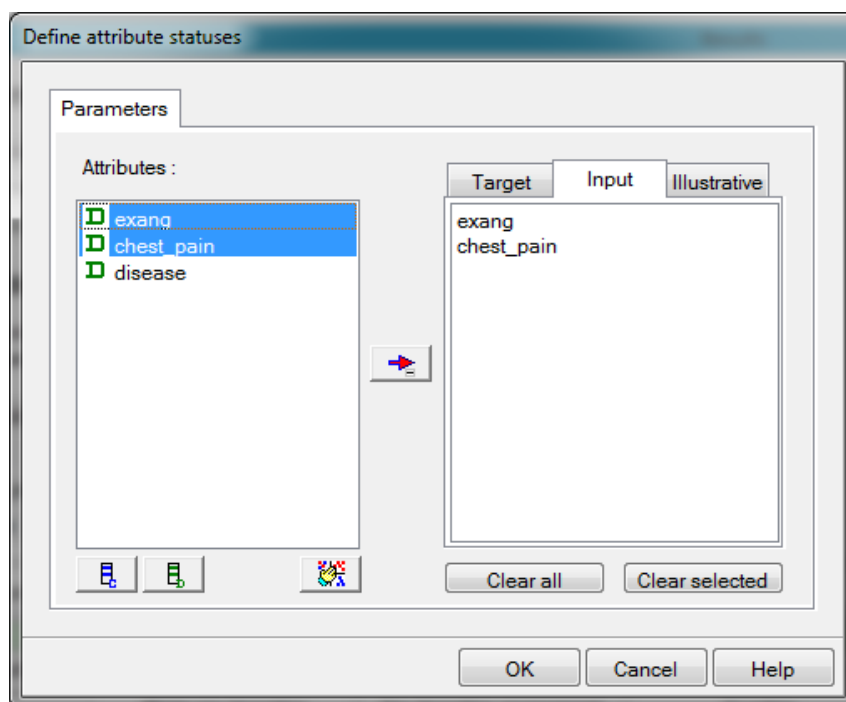 Define attribute statuses
Parameters
Attributes :
exang
chest_pain
disease
Target Input Illustrative
exang
chest_pain
Clear all Clear selected
OK Cancel Help